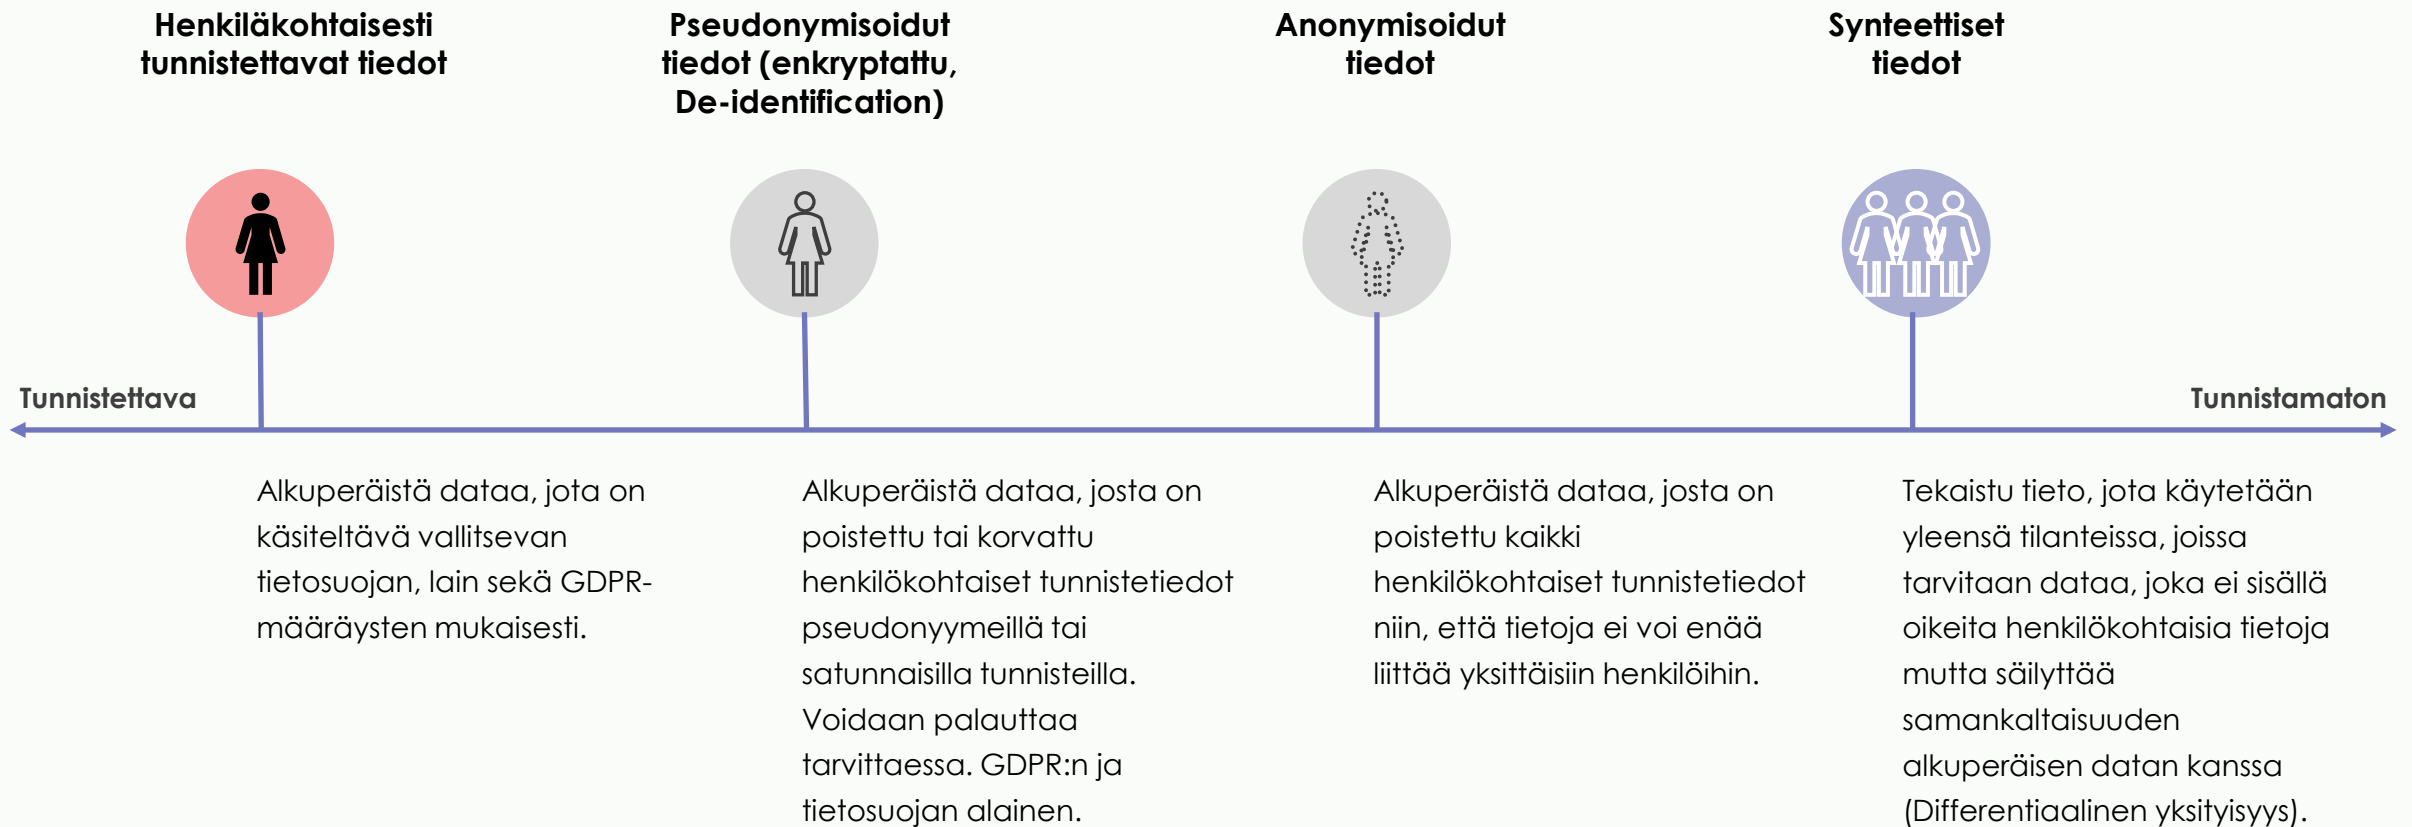 Henkiläkohtaisesti
tunnistettavat tiedot
Pseudonymisoidut
tiedot (enkryptattu,
De-identification)
Anonymisoidut
tiedot
Synteettiset
tiedot
Tunnistettava
Tunnistamaton
Alkuperäistä dataa, jota on
käsiteltävä vallitsevan
tietosuojan, lain sekä GDPR-
määräysten mukaisesti.
Alkuperäistä dataa, josta on
poistettu tai korvattu
henkilökohtaiset tunnistetiedot
pseudonyymeillä tai
satunnaisilla tunnisteilla.
Voidaan palauttaa
tarvittaessa. GDPR:n ja
tietosuojan alainen.
Alkuperäistä dataa, josta on
poistettu kaikki
henkilökohtaiset tunnistetiedot
niin, että tietoja ei voi enää
liittää yksittäisiin henkilöihin.
Tekaistu tieto, jota käytetään
yleensä tilanteissa, joissa
tarvitaan dataa, joka ei sisällä
oikeita henkilökohtaisia tietoja
mutta säilyttää
samankaltaisuuden
alkuperäisen datan kanssa
(Differentiaalinen yksityisyys).